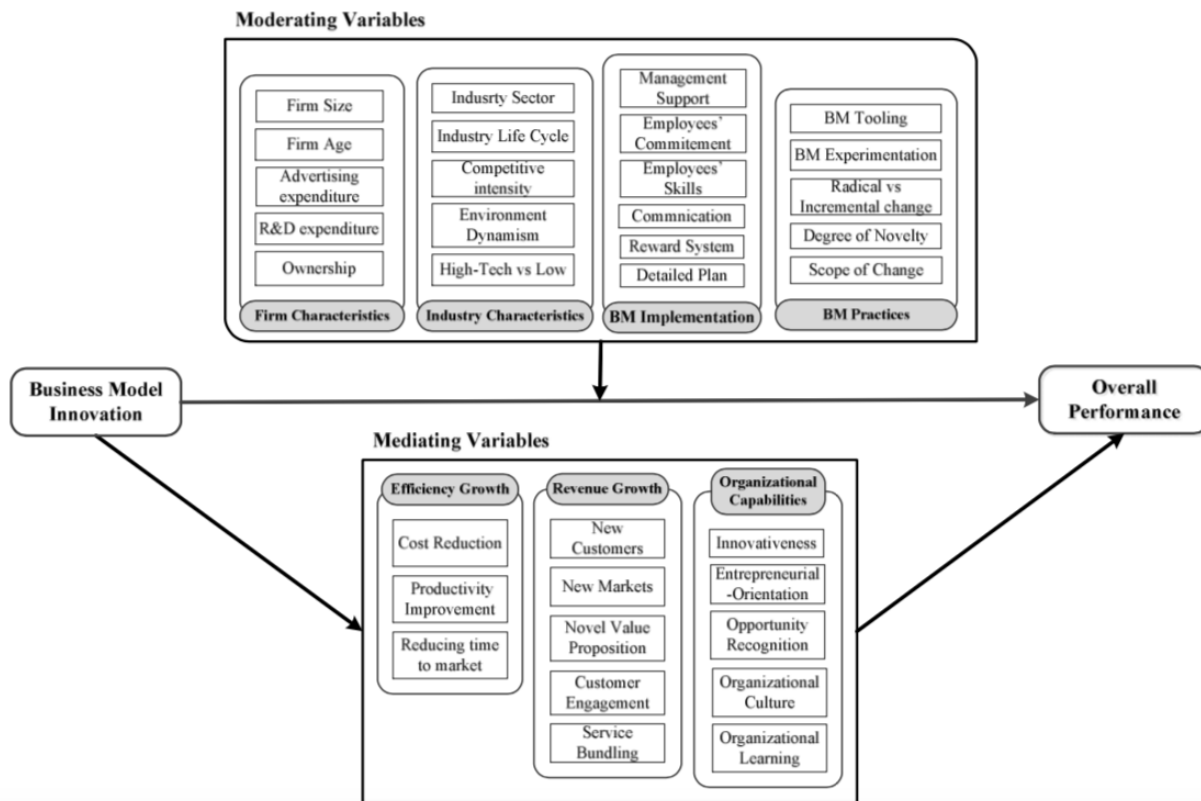 Moderating Variables
Firm Size
Firm Age
Advertising
expenditure
R&D expenditure
Ownership
Firm Characteristics
Indusrty Sector
Industry Life Cycle
Competitive
intensity
Environment
Dynamism
High-Tech vs Low
Industry Characteristics
Management
Support
Employees'
Commitement
Employees'
Skills
Commnication
Reward System
Detailed Plan
BM Implementation
BM Tooling
BM Experimentation
Radical vs
Incremental change
Degree of Novelty
Scope of Change
BM Practices
Business Model
Innovation
Overall
Performance
Mediating Variables
Efficiency Growth
Cost Reduction
Productivity
Improvement
Reducing time
to market
Revenue Growth
New
Customers
New Markets
Novel Value
Proposition
Customer
Engagement
Service
Bundling
Organizational
Capabilities
Innovativeness
Entrepreneurial
-Orientation
Opportunity
Recognition
Organizational
Culture
Organizational
Learning